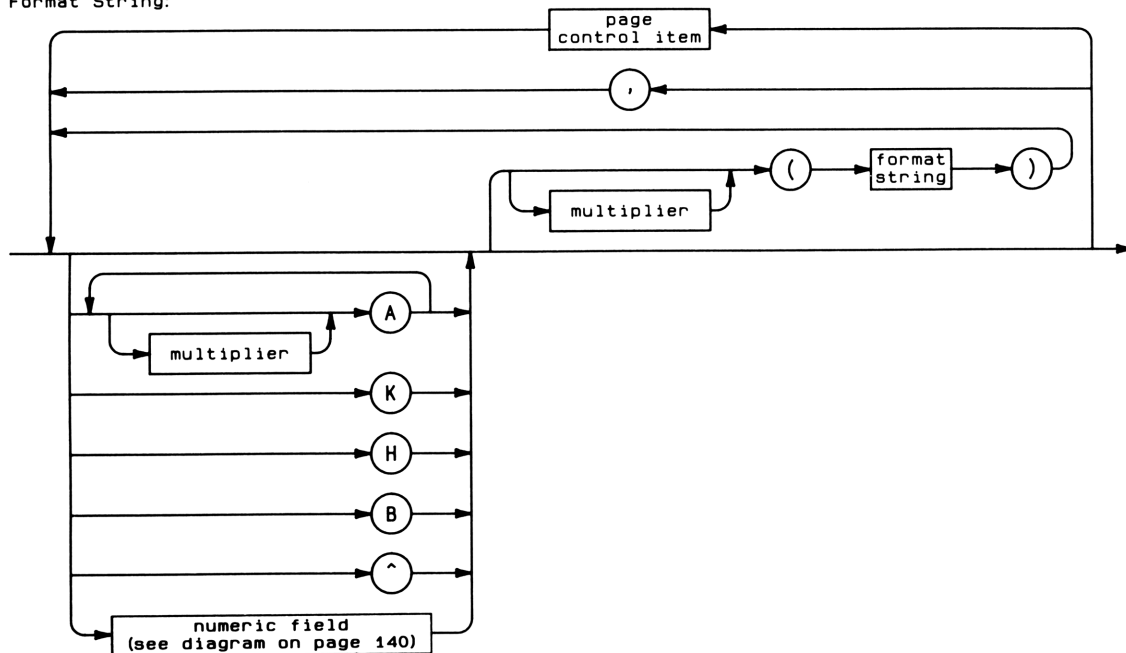 Format String:
page
control item
,
( format string )
multiplier
A
multiplier
K
H
B
^
numeric field
(see diagram on page 140)